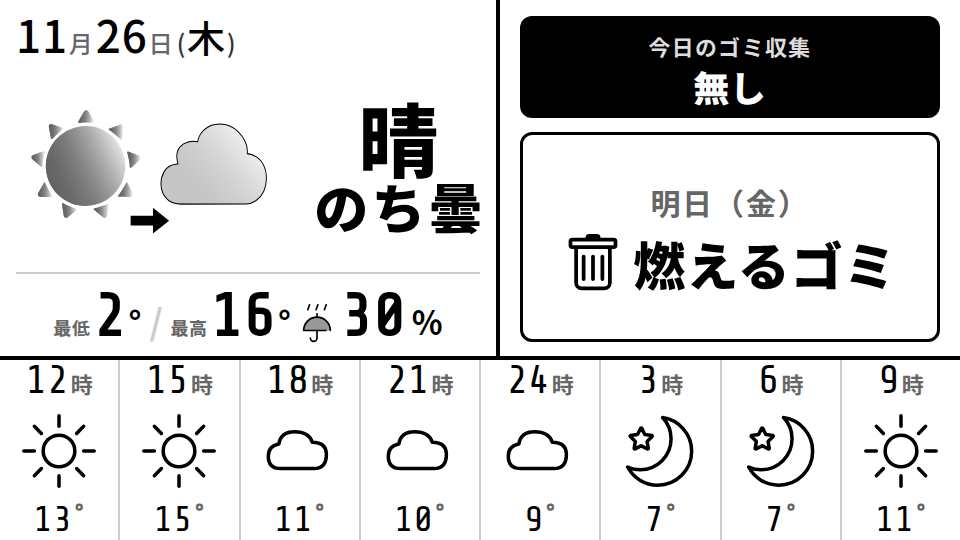 11月26日(木)
晴
のち曇
最低 2° / 最高 16° 30%
今日のゴミ収集
無し
明日（金）
燃えるゴミ
12時 15時 18時 21時 24時 3時 6時 9時
13° 15° 11° 10° 9° 7° 7° 11°